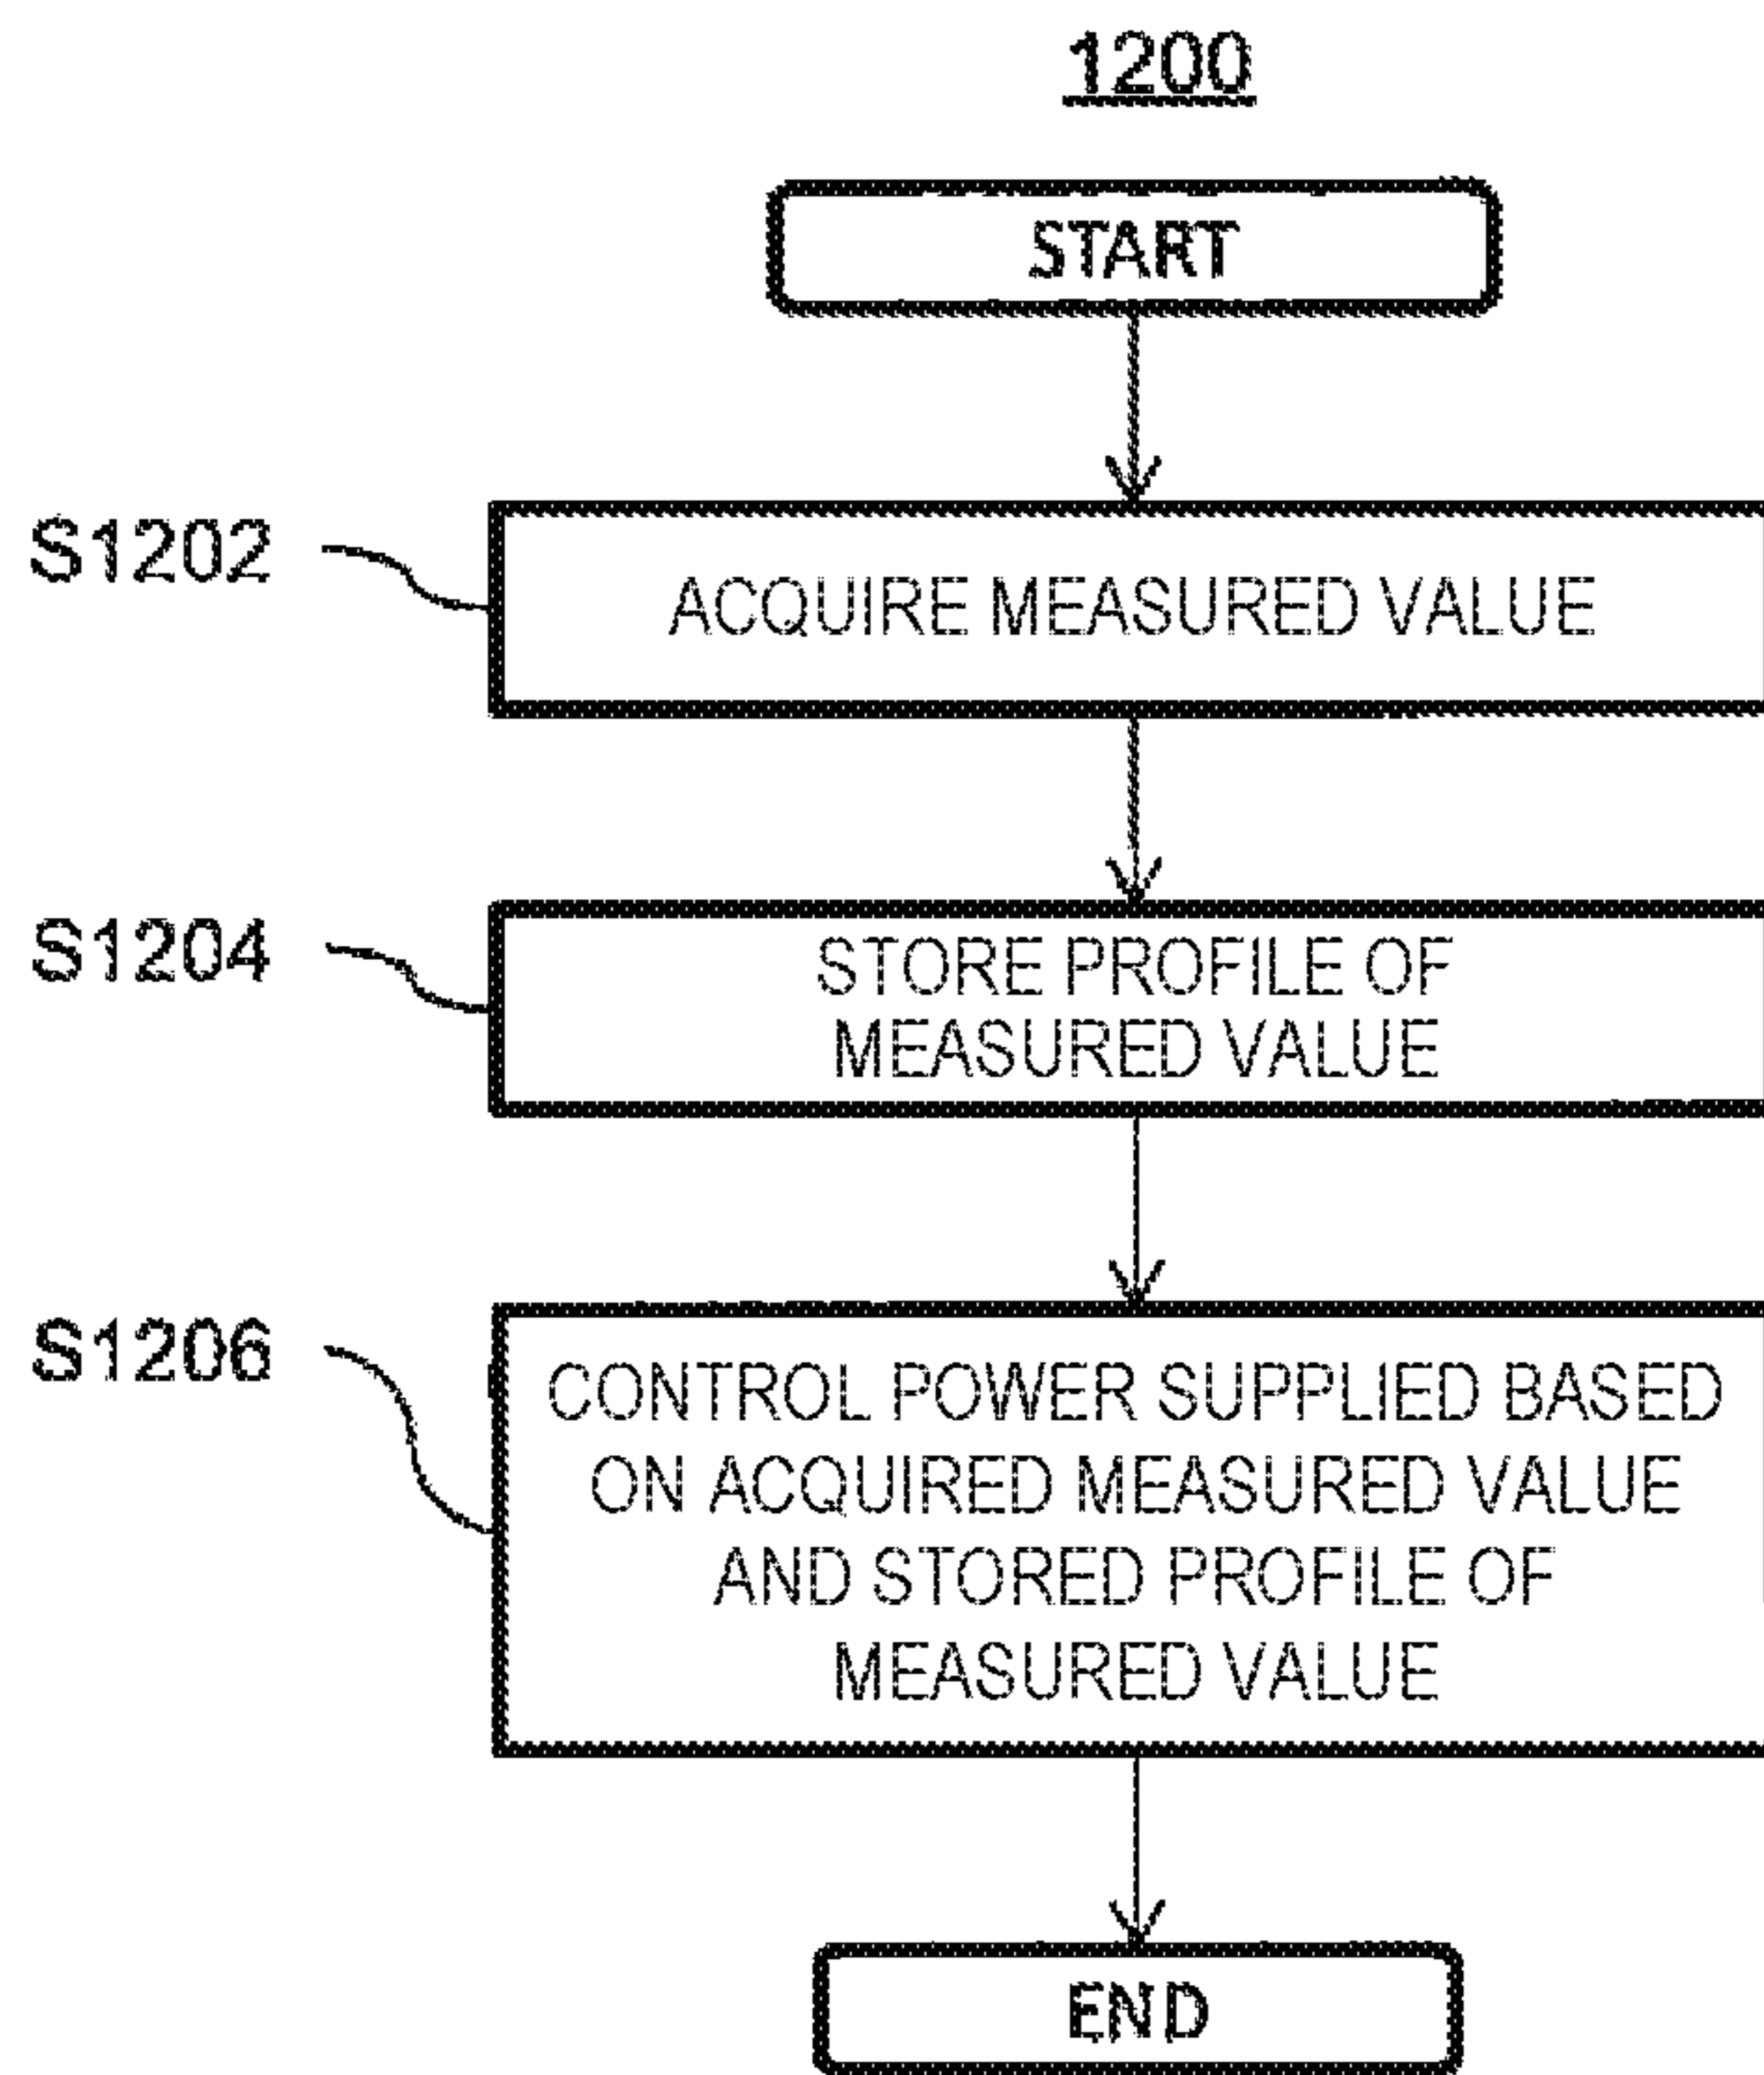 1200
START
S1202
ACQUIRE MEASURED VALUE
S1204
STORE PROFILE OF
MEASURED VALUE
S1206
CONTROL POWER SUPPLIED BASED
ON ACQUIRED MEASURED VALUE
AND STORED PROFILE OF
MEASURED VALUE
END